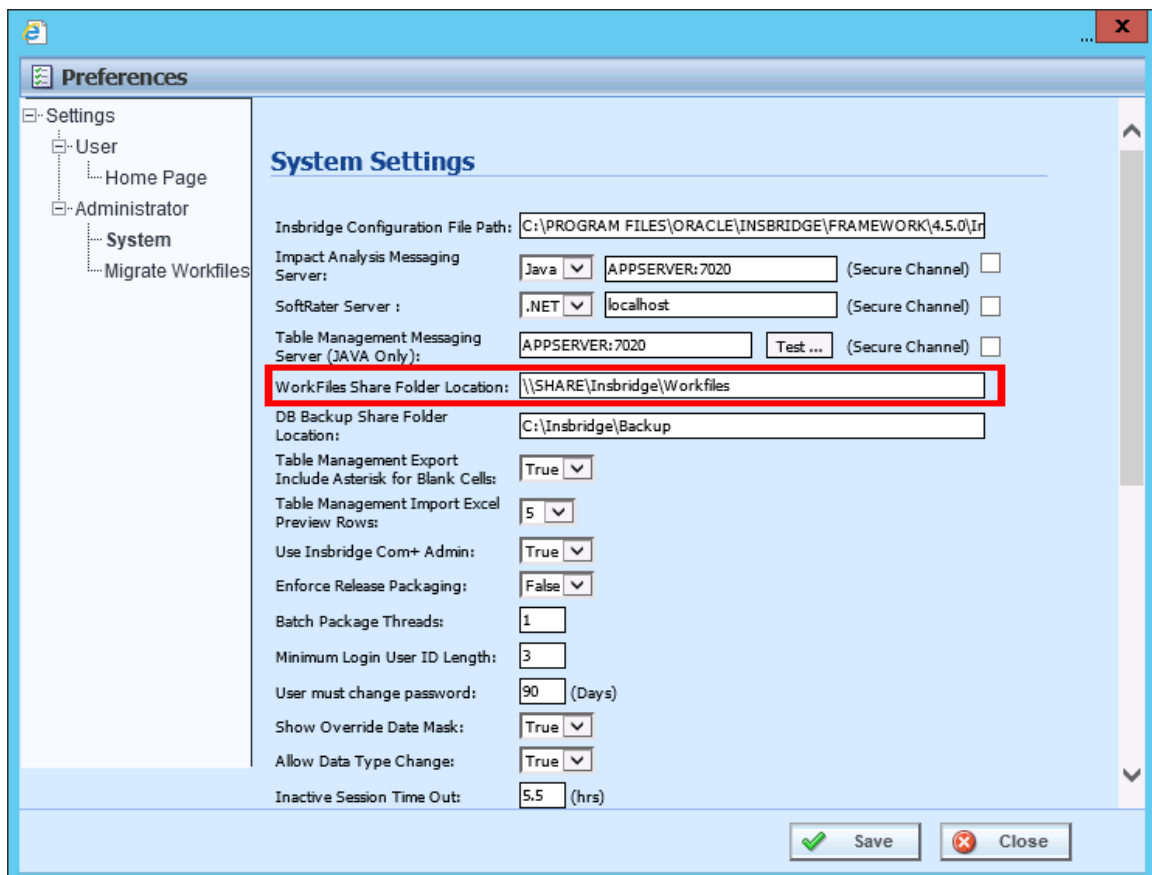 ...
x
Preferences
Settings
User
Home Page
Administrator
System
Migrate Workfiles
System Settings
Insbridge Configuration File Path: C:\PROGRAM FILES\ORACLE\INSBRIDGE\FRAMEWORK\4.5.0\In
Impact Analysis Messaging
Server: Java APPSERVER:7020 (Secure Channel)
SoftRater Server : .NET localhost (Secure Channel)
Table Management Messaging
Server (JAVA Only): APPSERVER:7020 Test ... (Secure Channel)
WorkFiles Share Folder Location: \\SHARE\Insbridge\Workfiles
DB Backup Share Folder
Location: C:\Insbridge\Backup
Table Management Export
Include Asterisk for Blank Cells: True
Table Management Import Excel
Preview Rows: 5
Use Insbridge Com+ Admin: True
Enforce Release Packaging: False
Batch Package Threads: 1
Minimum Login User ID Length: 3
User must change password: 90 (Days)
Show Override Date Mask: True
Allow Data Type Change: True
Inactive Session Time Out: 5.5 (hrs)
Save Close